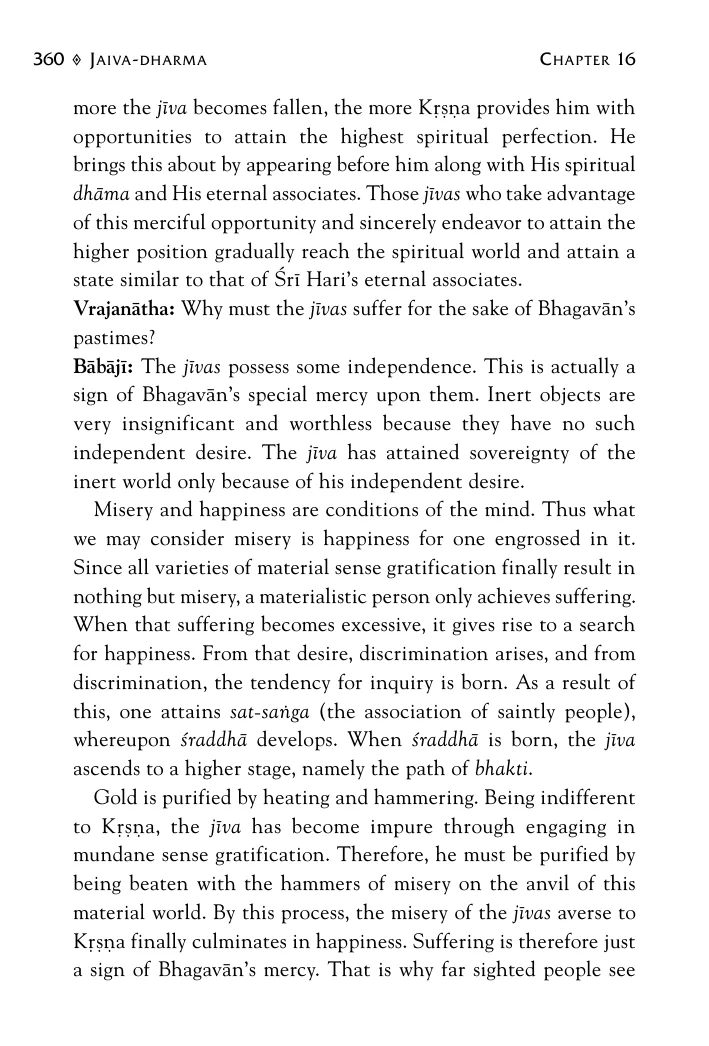 360 ◊ Jaiva-dharma Chapter 16
more the jīva becomes fallen, the more Kṛṣṇa provides him with
opportunities to attain the highest spiritual perfection. He
brings this about by appearing before him along with His spiritual
dhāma and His eternal associates. Those jīvas who take advantage
of this merciful opportunity and sincerely endeavor to attain the
higher position gradually reach the spiritual world and attain a
state similar to that of Śrī Hari's eternal associates.
Vrajanātha: Why must the jīvas suffer for the sake of Bhagavān's
pastimes?
Bābājī: The jīvas possess some independence. This is actually a
sign of Bhagavān's special mercy upon them. Inert objects are
very insignificant and worthless because they have no such
independent desire. The jīva has attained sovereignty of the
inert world only because of his independent desire.
Misery and happiness are conditions of the mind. Thus what
we may consider misery is happiness for one engrossed in it.
Since all varieties of material sense gratification finally result in
nothing but misery, a materialistic person only achieves suffering.
When that suffering becomes excessive, it gives rise to a search
for happiness. From that desire, discrimination arises, and from
discrimination, the tendency for inquiry is born. As a result of
this, one attains sat-saṅga (the association of saintly people),
whereupon śraddhā develops. When śraddhā is born, the jīva
ascends to a higher stage, namely the path of bhakti.
Gold is purified by heating and hammering. Being indifferent
to Kṛṣṇa, the jīva has become impure through engaging in
mundane sense gratification. Therefore, he must be purified by
being beaten with the hammers of misery on the anvil of this
material world. By this process, the misery of the jīvas averse to
Kṛṣṇa finally culminates in happiness. Suffering is therefore just
a sign of Bhagavān's mercy. That is why far sighted people see